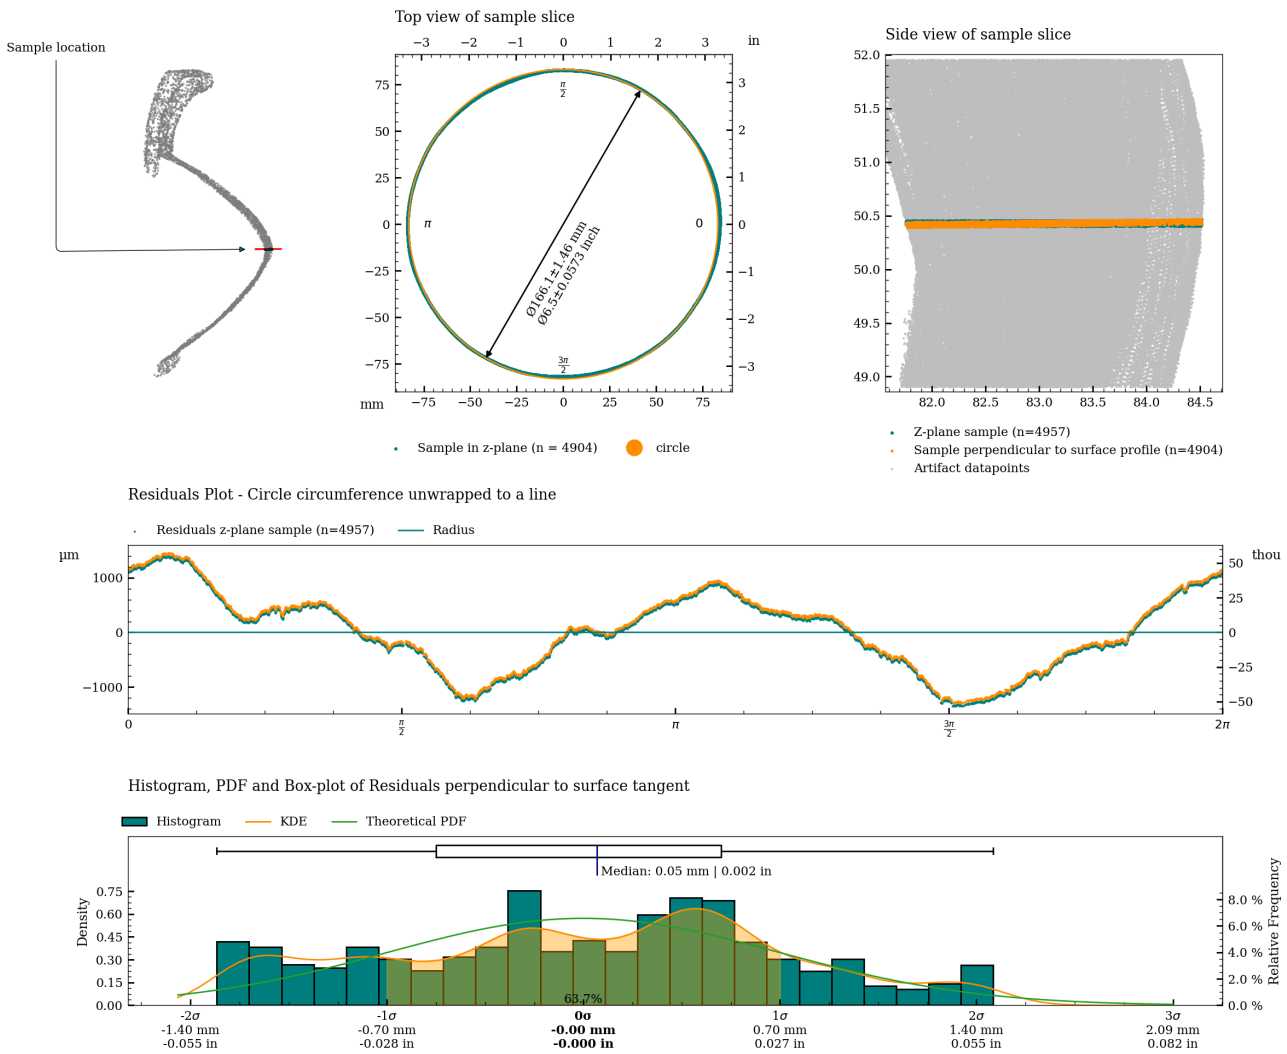 Sample location
Top view of sample slice
−3 −2 −1 0 1 2 3 in
75
50
25
0
−25
−50
−75
3
2
1
0
−1
−2
−3
π/2
π
0
3π/2
Ø166.1±1.46 mm
Ø6.5±0.0573 inch
mm −75 −50 −25 0 25 50 75
Sample in z-plane (n = 4904) circle
Side view of sample slice
52.0
51.5
51.0
50.5
50.0
49.5
49.0
82.0 82.5 83.0 83.5 84.0 84.5
Z-plane sample (n=4957)
Sample perpendicular to surface profile (n=4904)
Artifact datapoints
Residuals Plot - Circle circumference unwrapped to a line
Residuals z-plane sample (n=4957) Radius
µm thou
1000
0
−1000
50
25
0
−25
−50
0 π/2 π 3π/2 2π
Histogram, PDF and Box-plot of Residuals perpendicular to surface tangent
Histogram KDE Theoretical PDF
Median: 0.05 mm | 0.002 in
Density
0.75
0.60
0.45
0.30
0.15
0.00
Relative Frequency
8.0 %
6.0 %
4.0 %
2.0 %
0.0 %
63.7%
-2σ -1σ 0σ 1σ 2σ 3σ
-1.40 mm -0.70 mm -0.00 mm 0.70 mm 1.40 mm 2.09 mm
-0.055 in -0.028 in -0.000 in 0.027 in 0.055 in 0.082 in